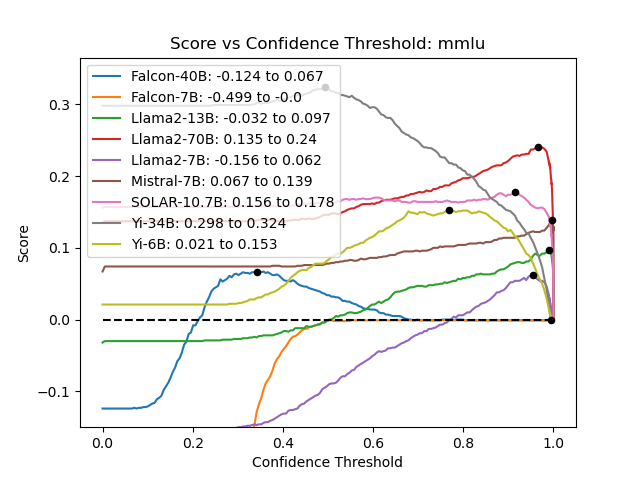 Score vs Confidence Threshold: mmlu
Falcon-40B: -0.124 to 0.067
Falcon-7B: -0.499 to -0.0
Llama2-13B: -0.032 to 0.097
Llama2-70B: 0.135 to 0.24
Llama2-7B: -0.156 to 0.062
Mistral-7B: 0.067 to 0.139
SOLAR-10.7B: 0.156 to 0.178
Yi-34B: 0.298 to 0.324
Yi-6B: 0.021 to 0.153
Score
0.3
0.2
0.1
0.0
−0.1
0.0 0.2 0.4 0.6 0.8 1.0
Confidence Threshold